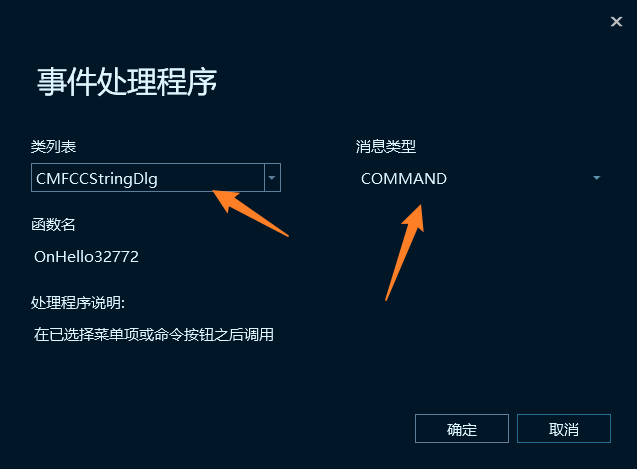 事件处理程序
类列表
消息类型
CMFCCStringDlg
COMMAND
函数名
OnHello32772
处理程序说明:
在已选择菜单项或命令按钮之后调用
确定
取消